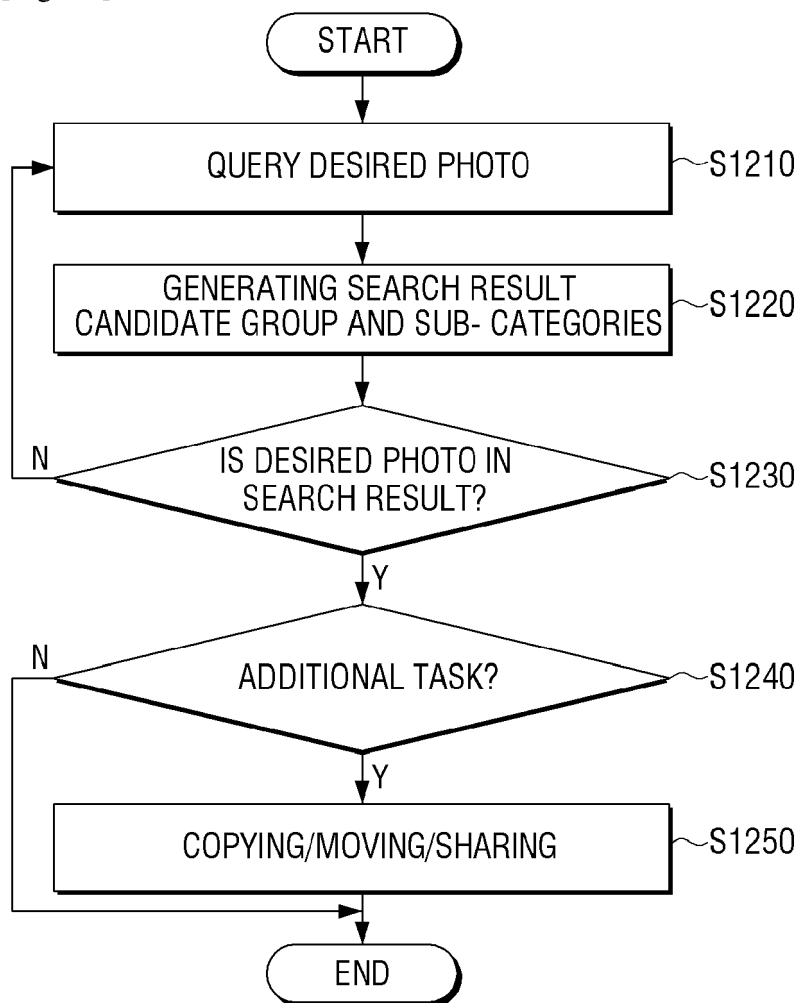 START
QUERY DESIRED PHOTO
S1210
GENERATING SEARCH RESULT
CANDIDATE GROUP AND SUB- CATEGORIES
S1220
N
IS DESIRED PHOTO IN
SEARCH RESULT?
S1230
Y
N
ADDITIONAL TASK?
S1240
Y
COPYING/MOVING/SHARING
S1250
END